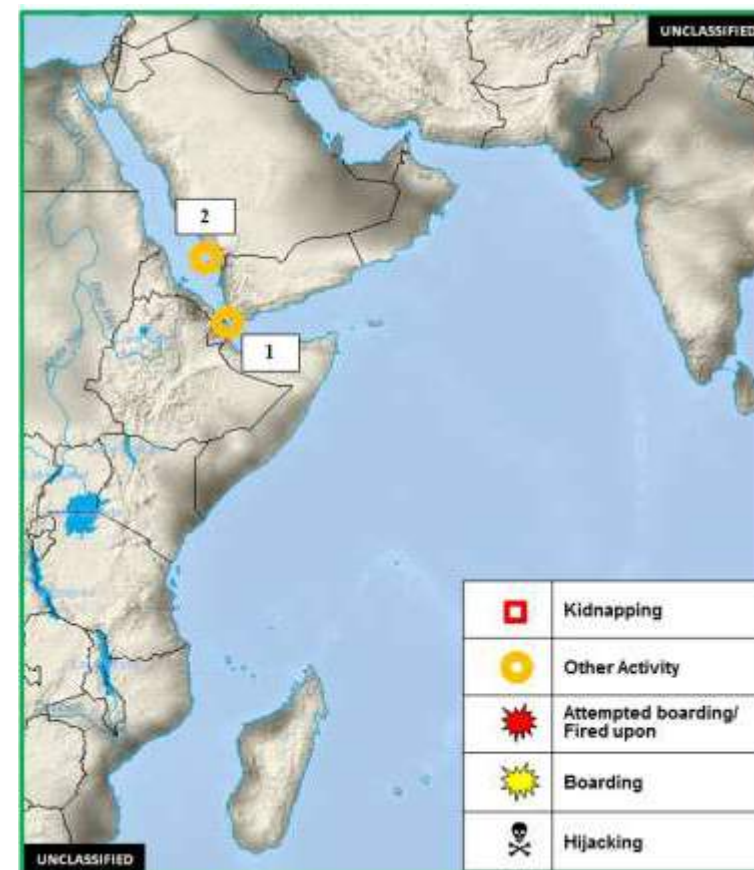 UNCLASSIFIED
2
1
Kidnapping
Other Activity
Attempted boarding/
Fired upon
Boarding
Hijacking
UNCLASSIFIED